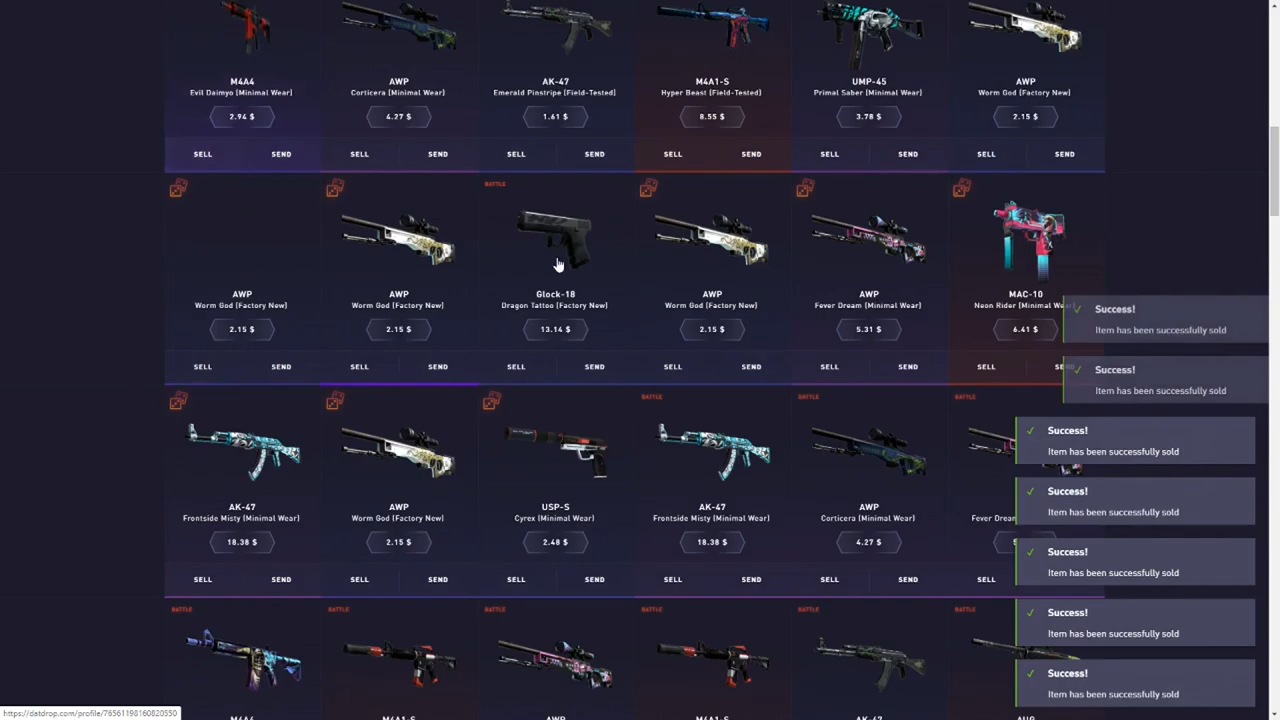 M4A4
Evil Daimyo (Minimal Wear)
2.94 $
SELL SEND
AWP
Corticera (Minimal Wear)
4.27 $
SELL SEND
AK-47
Emerald Pinstripe (Field-Tested)
1.61 $
SELL SEND
M4A1-S
Hyper Beast (Field-Tested)
8.55 $
SELL SEND
UMP-45
Primal Saber (Minimal Wear)
3.78 $
SELL SEND
AWP
Worm God (Factory New)
2.15 $
SELL SEND
AWP
Worm God (Factory New)
2.15 $
SELL SEND
AWP
Worm God (Factory New)
2.15 $
SELL SEND
BATTLE
Glock-18
Dragon Tattoo (Factory New)
13.14 $
SELL SEND
AWP
Worm God (Factory New)
2.15 $
SELL SEND
AWP
Fever Dream (Minimal Wear)
5.31 $
SELL SEND
MAC-10
Neon Rider (Minimal Wear)
6.41 $
SELL SEND
AK-47
Frontside Misty (Minimal Wear)
18.38 $
SELL SEND
AWP
Worm God (Factory New)
2.15 $
SELL SEND
USP-S
Cyrex (Minimal Wear)
2.48 $
SELL SEND
BATTLE
AK-47
Frontside Misty (Minimal Wear)
18.38 $
SELL SEND
BATTLE
AWP
Corticera (Minimal Wear)
4.27 $
SELL SEND
BATTLE
Fever Drea
SELL
BATTLE
M4A4
BATTLE
M4A1-S
BATTLE
AWP
BATTLE
M4A1-S
BATTLE
AK-47
BATTLE
AUG
Success!
Item has been successfully sold
Success!
Item has been successfully sold
Success!
Item has been successfully sold
Success!
Item has been successfully sold
Success!
Item has been successfully sold
Success!
Item has been successfully sold
Success!
Item has been successfully sold
https://datdrop.com/profile/76561198160820550